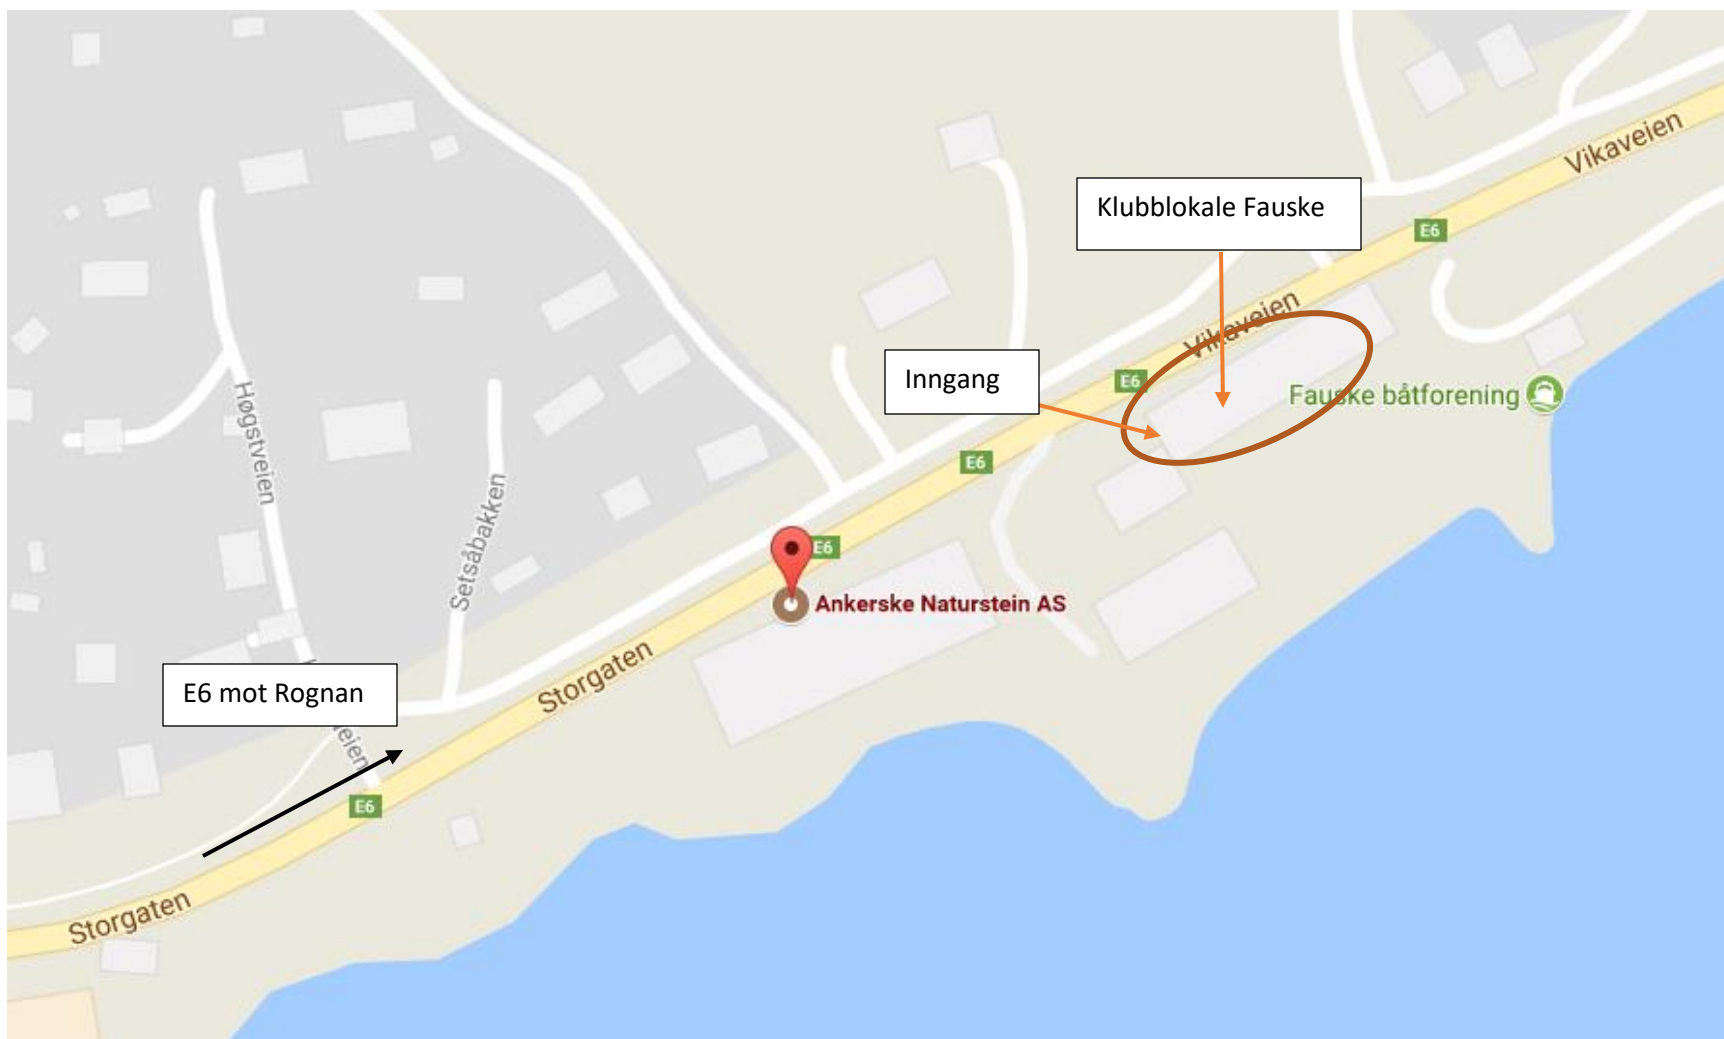 Vikaveien
Klubblokale Fauske
E6
Vikaveien
Inngang
E6
Fauske båtforening
Høgstveien
E6
Setsåbakken
E6
Ankerske Naturstein AS
Storgaten
E6 mot Rognan
eien
E6
Storgaten